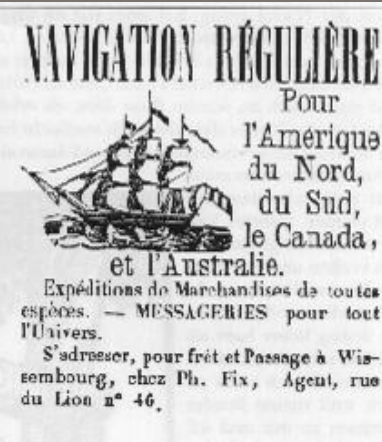 NAVIGATION RÉGULIÈRE
Pour
l'Amérique
du Nord,
du Sud,
le Canada,
et l'Australie.
Expéditions de Marchandises de toutes
espèces. — MESSAGERIES pour tout
l'Univers.
S'adresser, pour frêt et Passage à Wis-
sembourg, chez Ph. Fix, Agent, rue
du Lion nº 46.